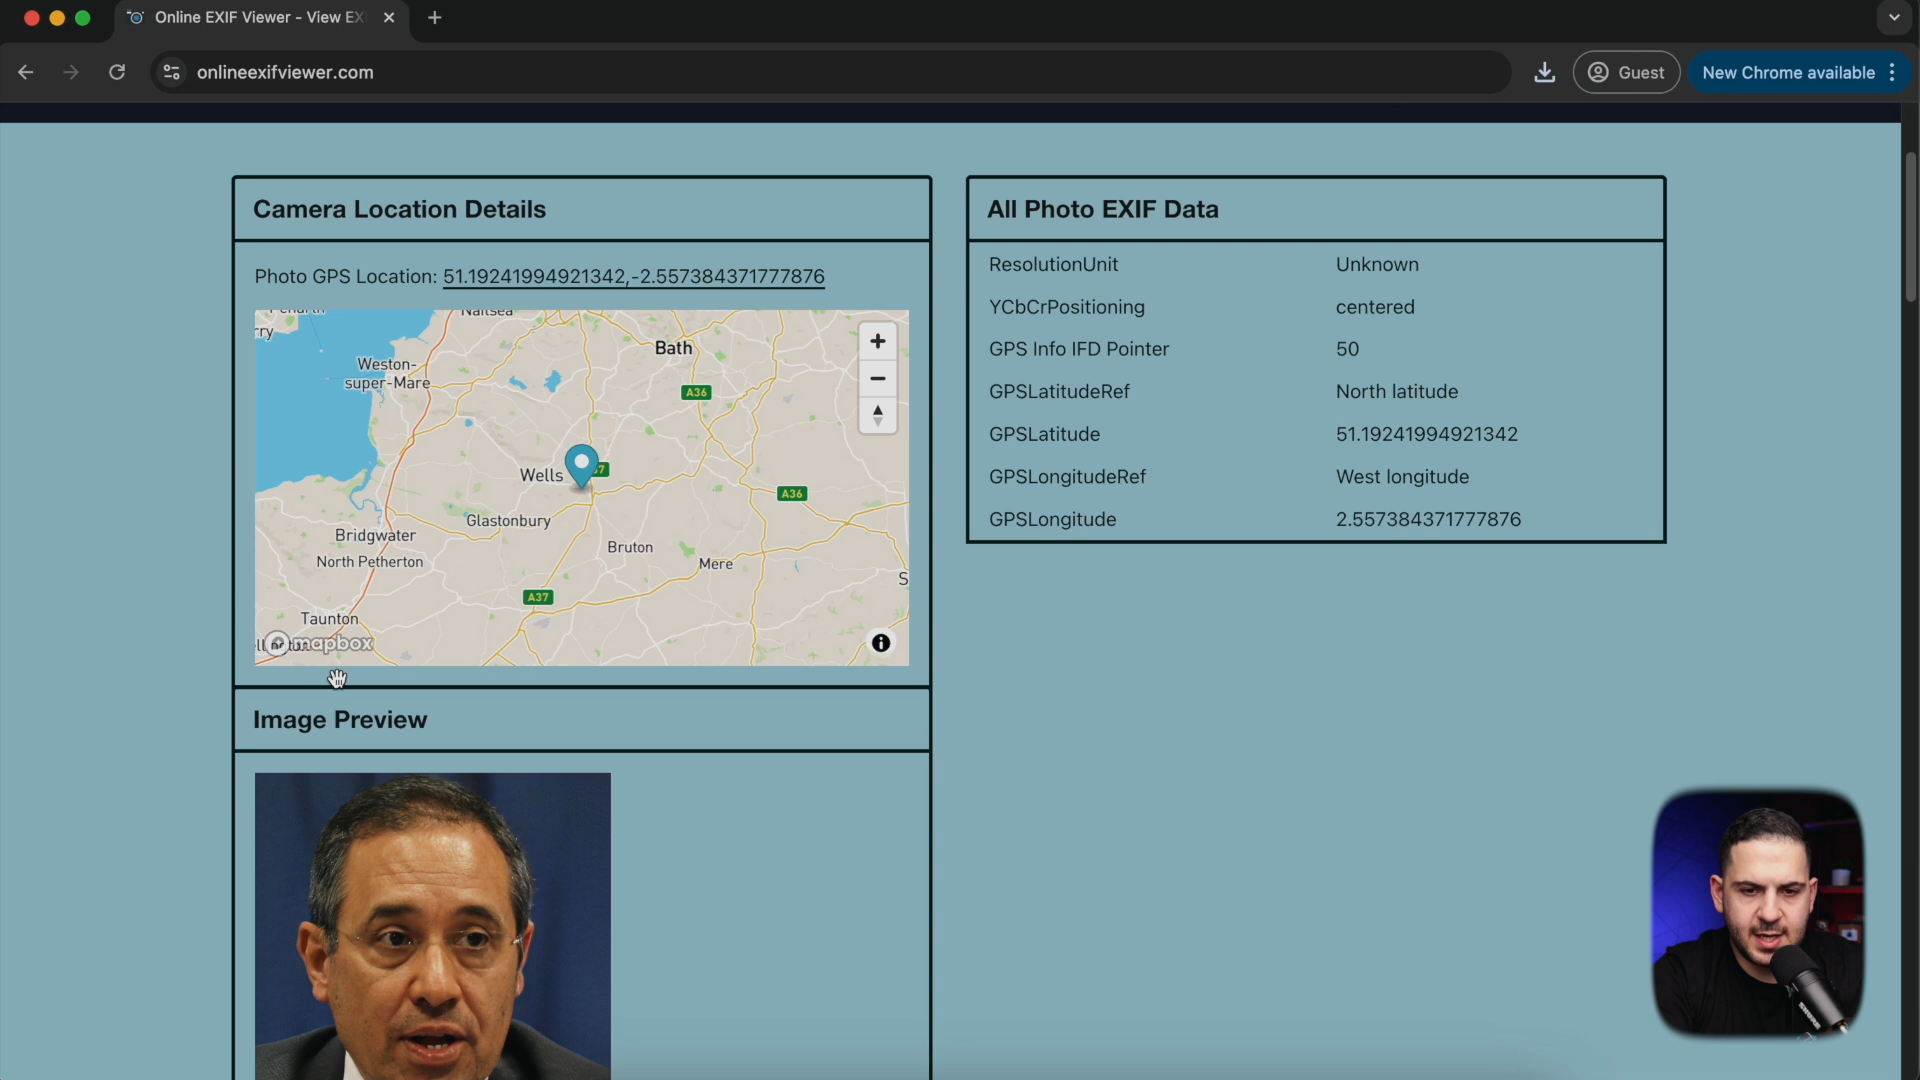 Online EXIF Viewer - View EX
onlineexifviewer.com
Guest
New Chrome available
Camera Location Details
Photo GPS Location: 51.19241994921342,-2.557384371777876
Nailsea
rry
Weston-
super-Mare
Bath
A36
Wells
37
A36
Glastonbury
Bridgwater
Bruton
North Petherton
Mere
S
A37
Taunton
mapbox
Image Preview
All Photo EXIF Data
ResolutionUnit Unknown
YCbCrPositioning centered
GPS Info IFD Pointer 50
GPSLatitudeRef North latitude
GPSLatitude 51.19241994921342
GPSLongitudeRef West longitude
GPSLongitude 2.557384371777876